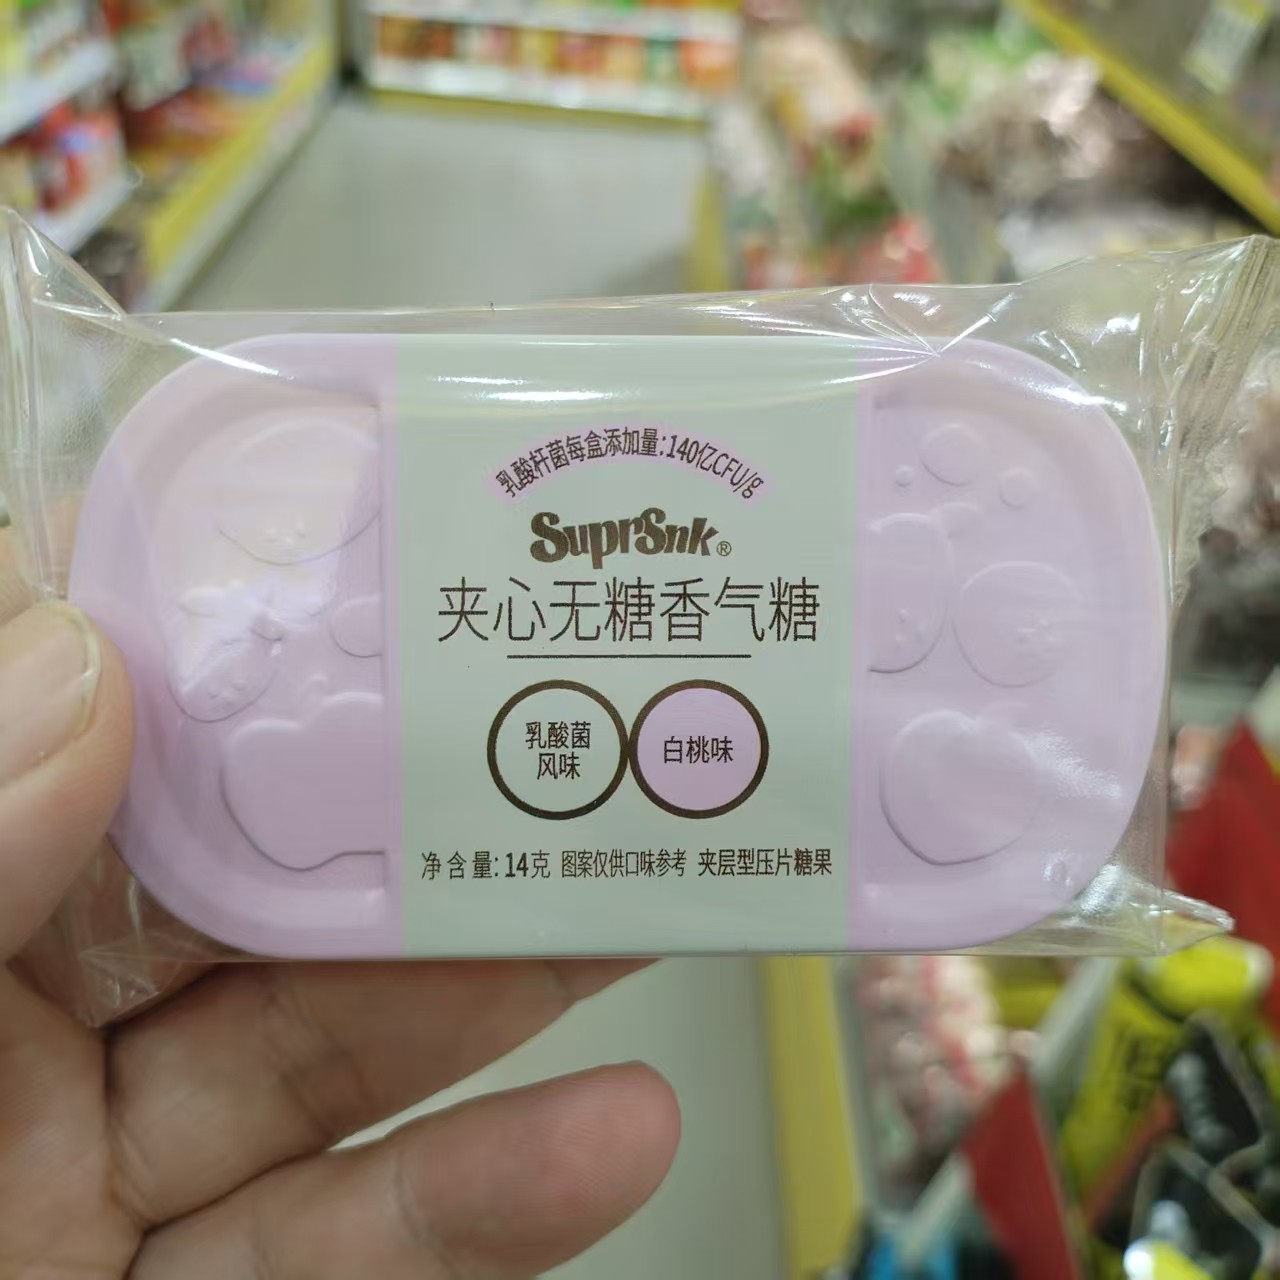 乳酸杆菌每盒添加量:140亿CFU/g
SuprSnk®
夹心无糖香气糖
乳酸菌
风味
白桃味
净含量:14克 图案仅供口味参考 夹层型压片糖果